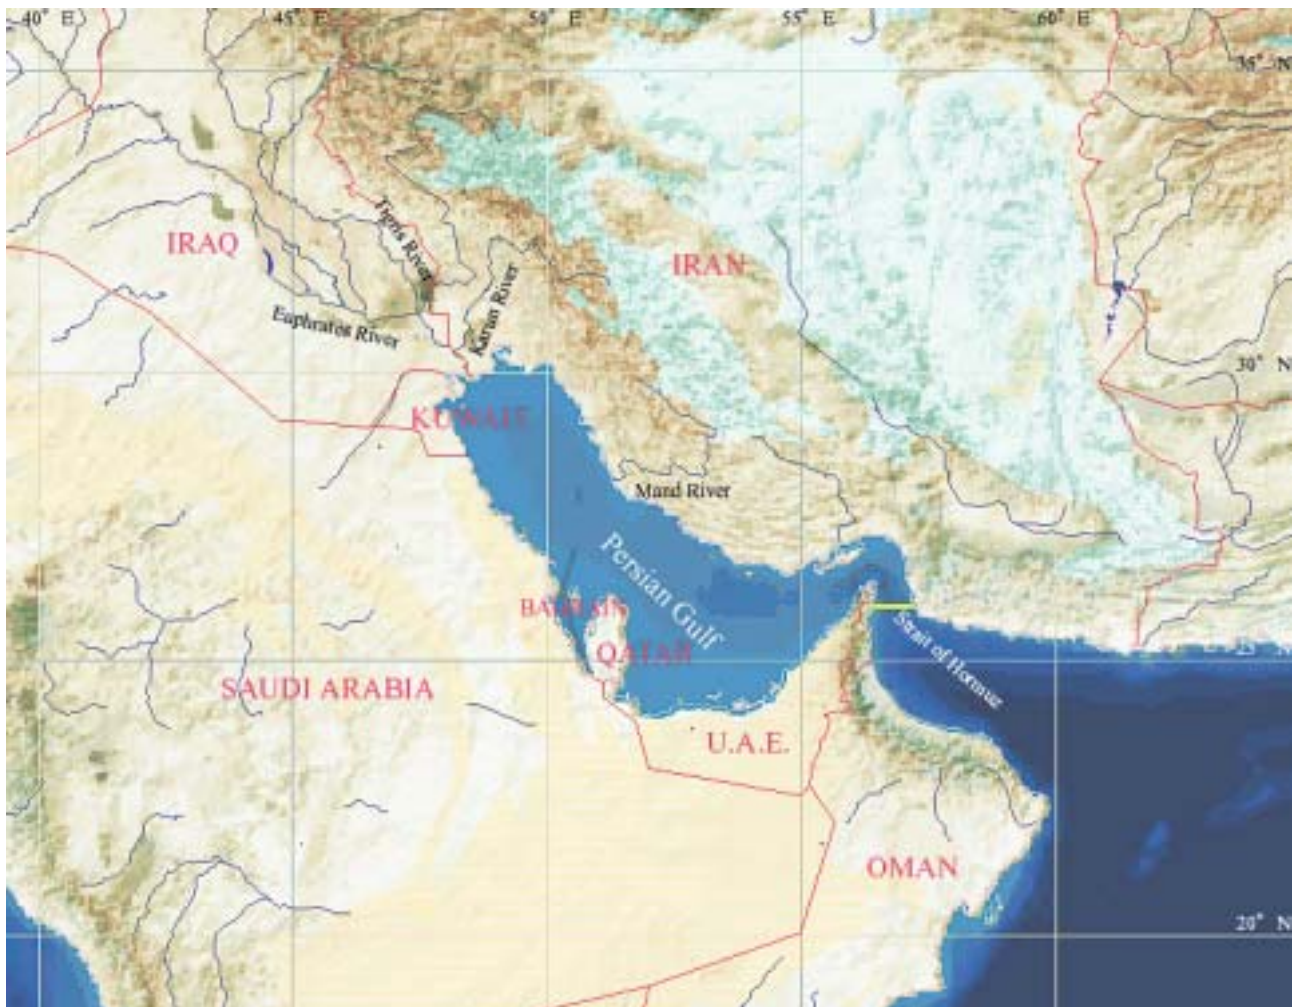 40° E
45° E
50° E
55° E
60° E
35° N
Tigris River
IRAQ
IRAN
Karun River
Euphrates River
30° N
KUWAIT
Mand River
Persian Gulf
BAHRAIN
Strait of Hormuz
QATAR
25° N
SAUDI ARABIA
U.A.E.
OMAN
20° N